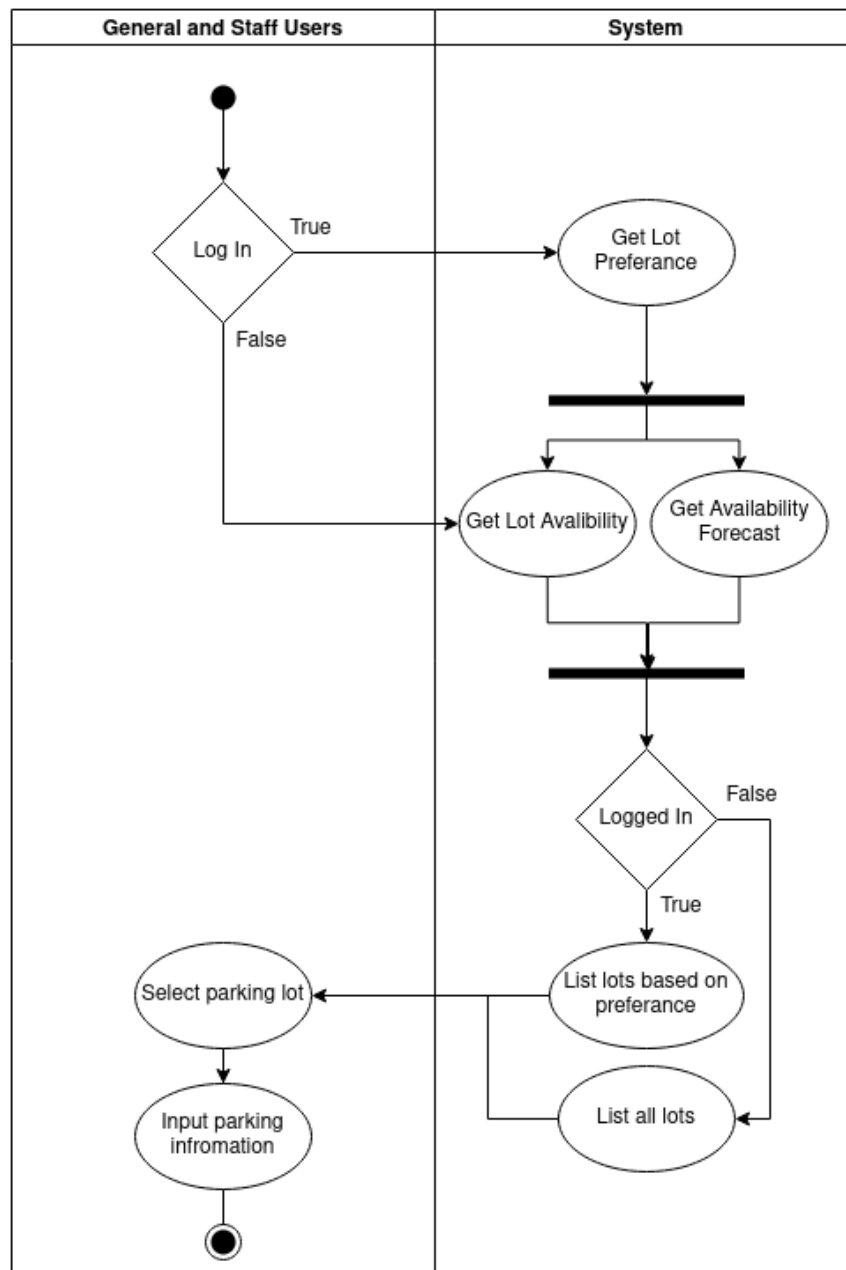 General and Staff Users
System
Log In
True
False
Get Lot
Preferance
Get Lot Avalibility
Get Availability
Forecast
Logged In
False
True
List lots based on
preferance
Select parking lot
List all lots
Input parking
infromation